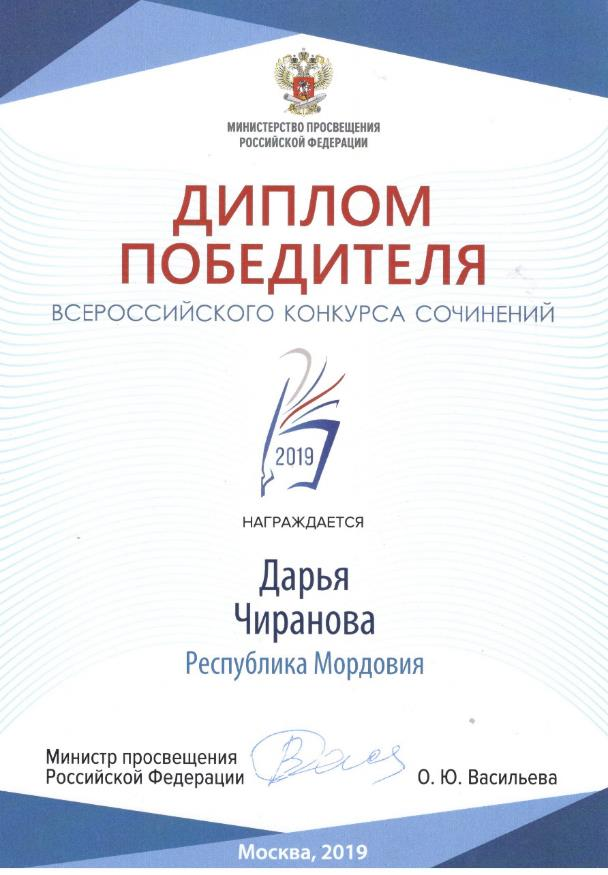 МИНИСТЕРСТВО ПРОСВЕЩЕНИЯ
РОССИЙСКОЙ ФЕДЕРАЦИИ
ДИПЛОМ
ПОБЕДИТЕЛЯ
ВСЕРОССИЙСКОГО КОНКУРСА СОЧИНЕНИЙ
2019
НАГРАЖДАЕТСЯ
Дарья
Чиранова
Республика Мордовия
Министр просвещения
Российской Федерации
О. Ю. Васильева
Москва, 2019